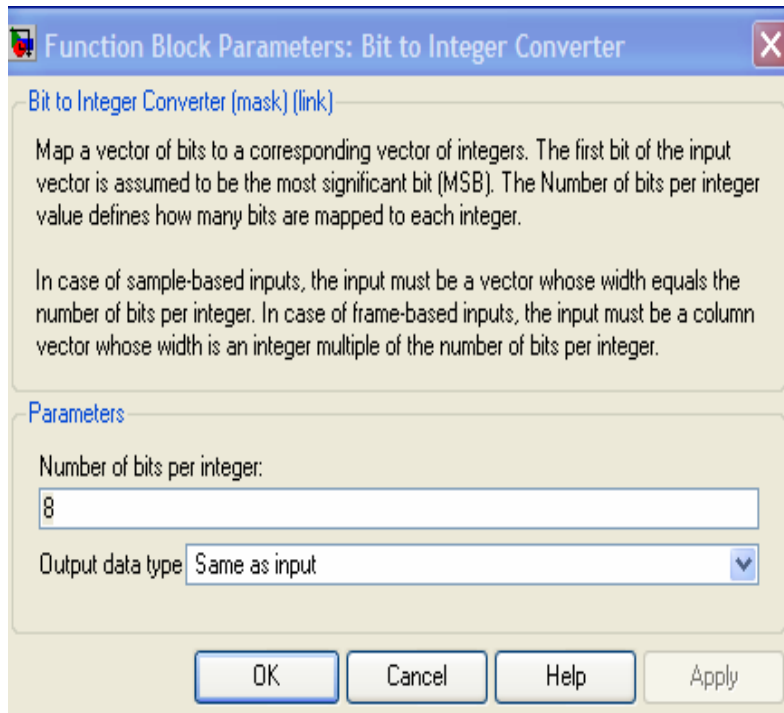 Function Block Parameters: Bit to Integer Converter
Bit to Integer Converter (mask) (link)
Map a vector of bits to a corresponding vector of integers. The first bit of the input
vector is assumed to be the most significant bit (MSB). The Number of bits per integer
value defines how many bits are mapped to each integer.
In case of sample-based inputs, the input must be a vector whose width equals the
number of bits per integer. In case of frame-based inputs, the input must be a column
vector whose width is an integer multiple of the number of bits per integer.
Parameters
Number of bits per integer:
8
Output data type Same as input
OK Cancel Help Apply